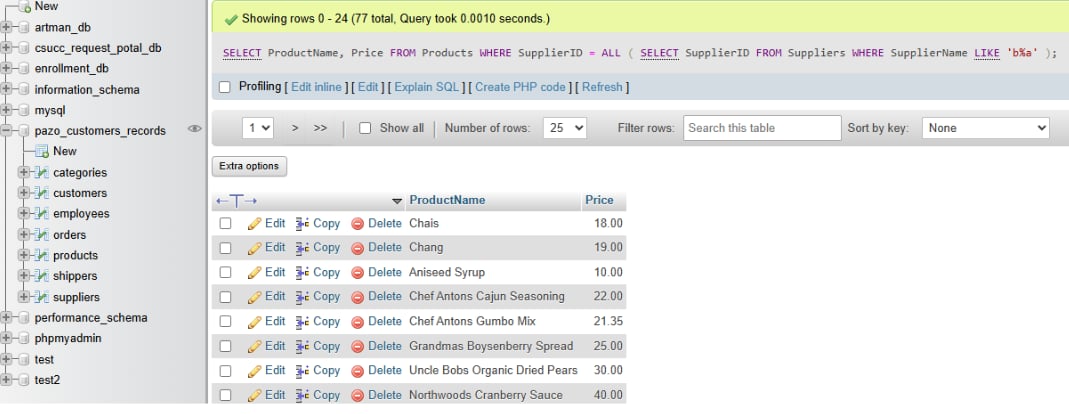 New
artman_db
csucc_request_potal_db
enrollment_db
information_schema
mysql
pazo_customers_records
New
categories
customers
employees
orders
products
shippers
suppliers
performance_schema
phpmyadmin
test
test2
Showing rows 0 - 24 (77 total, Query took 0.0010 seconds.)
SELECT ProductName, Price FROM Products WHERE SupplierID = ALL ( SELECT SupplierID FROM Suppliers WHERE SupplierName LIKE 'b%a' );
Profiling [ Edit inline ] [ Edit ] [ Explain SQL ] [ Create PHP code ] [ Refresh ]
1 > >> | Show all | Number of rows: 25 Filter rows: Search this table Sort by key: None
Extra options
←T→ ProductName Price
Edit Copy Delete Chais 18.00
Edit Copy Delete Chang 19.00
Edit Copy Delete Aniseed Syrup 10.00
Edit Copy Delete Chef Antons Cajun Seasoning 22.00
Edit Copy Delete Chef Antons Gumbo Mix 21.35
Edit Copy Delete Grandmas Boysenberry Spread 25.00
Edit Copy Delete Uncle Bobs Organic Dried Pears 30.00
Edit Copy Delete Northwoods Cranberry Sauce 40.00